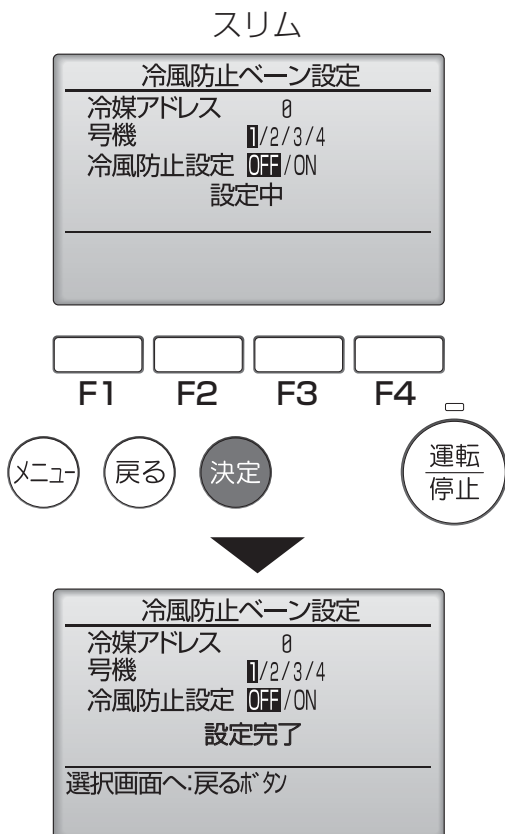 スリム
冷風防止ベーン設定
冷媒アドレス 0
号機 1/2/3/4
冷風防止設定 OFF/ON
設定中
F1 F2 F3 F4
メニュー 戻る 決定 運転
停止
冷風防止ベーン設定
冷媒アドレス 0
号機 1/2/3/4
冷風防止設定 OFF/ON
設定完了
選択画面へ:戻るボタン